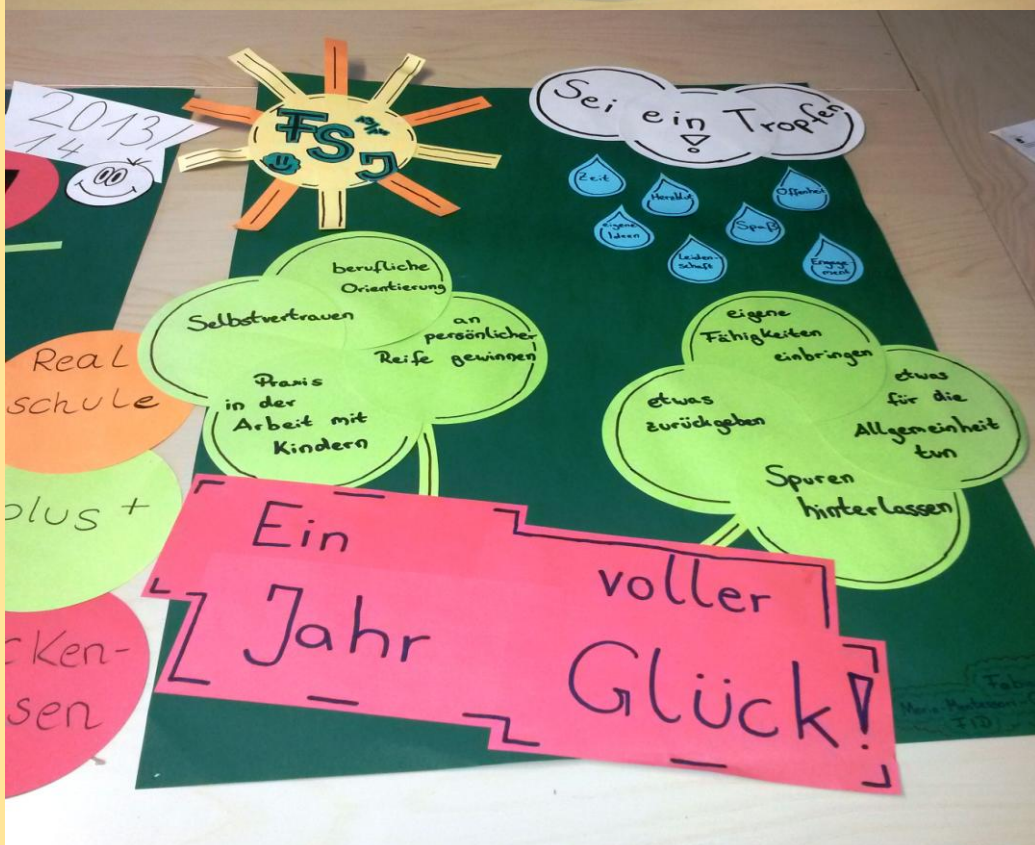 2013/
14
FSJ
Sei ein Tropfen
!
Zeit
Herzblut
Offenheit
eigene
Ideen
Spaß
Leiden-
schaft
Engage-
ment
berufliche
Orientierung
Selbstvertrauen
an
persönlicher
Reife gewinnen
Praxis
in der
Arbeit mit
Kindern
eigene
Fähigkeiten
einbringen
etwas
zurückgeben
etwas
für die
Allgemeinheit
tun
Spuren
hinterlassen
Real
schule
plus +
cken-
sen
Ein
Jahr
voller
Glück!